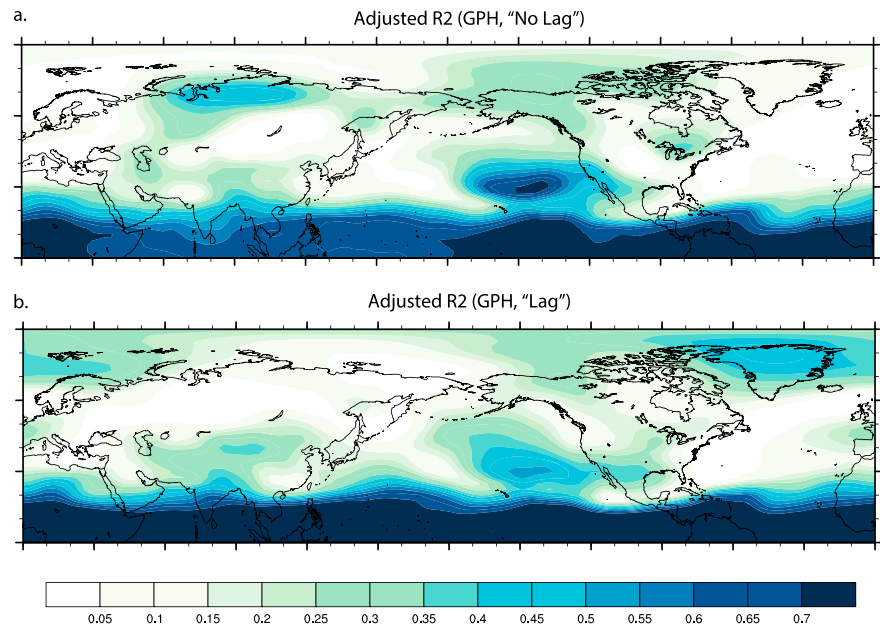 a.
Adjusted R2 (GPH, “No Lag”)
b.
Adjusted R2 (GPH, “Lag”)
0.05 0.1 0.15 0.2 0.25 0.3 0.35 0.4 0.45 0.5 0.55 0.6 0.65 0.7